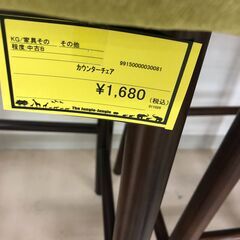 KG/家具その その他
程度 中古B
99150000030081
カウンターチェア
¥1,680 (税込)
The Jungle-Jungle